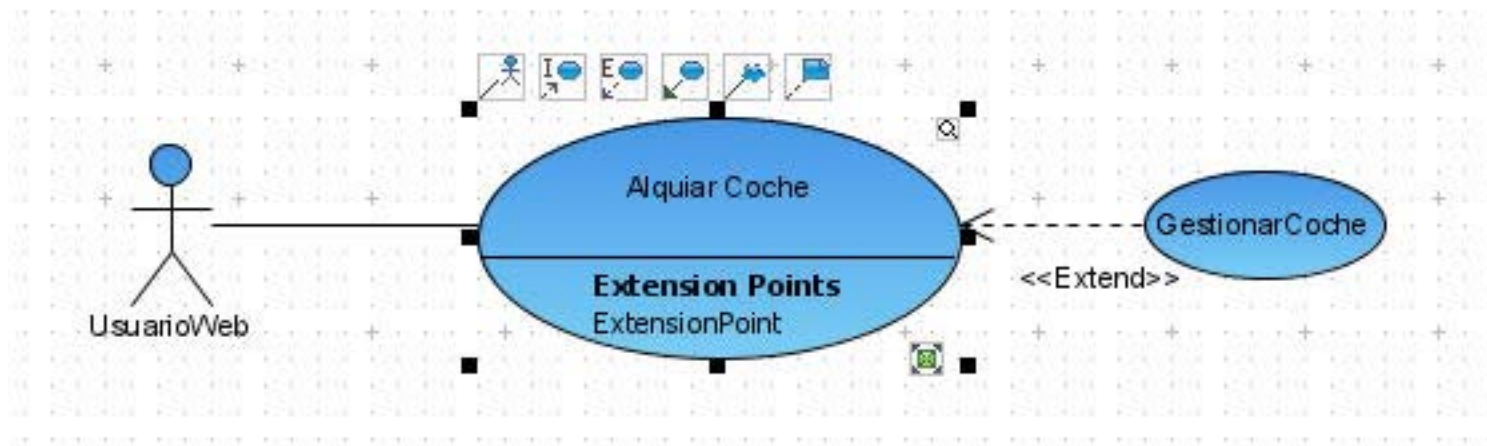 I
E
Alquiar Coche
Extension Points
ExtensionPoint
UsuarioWeb
GestionarCoche
<<Extend>>